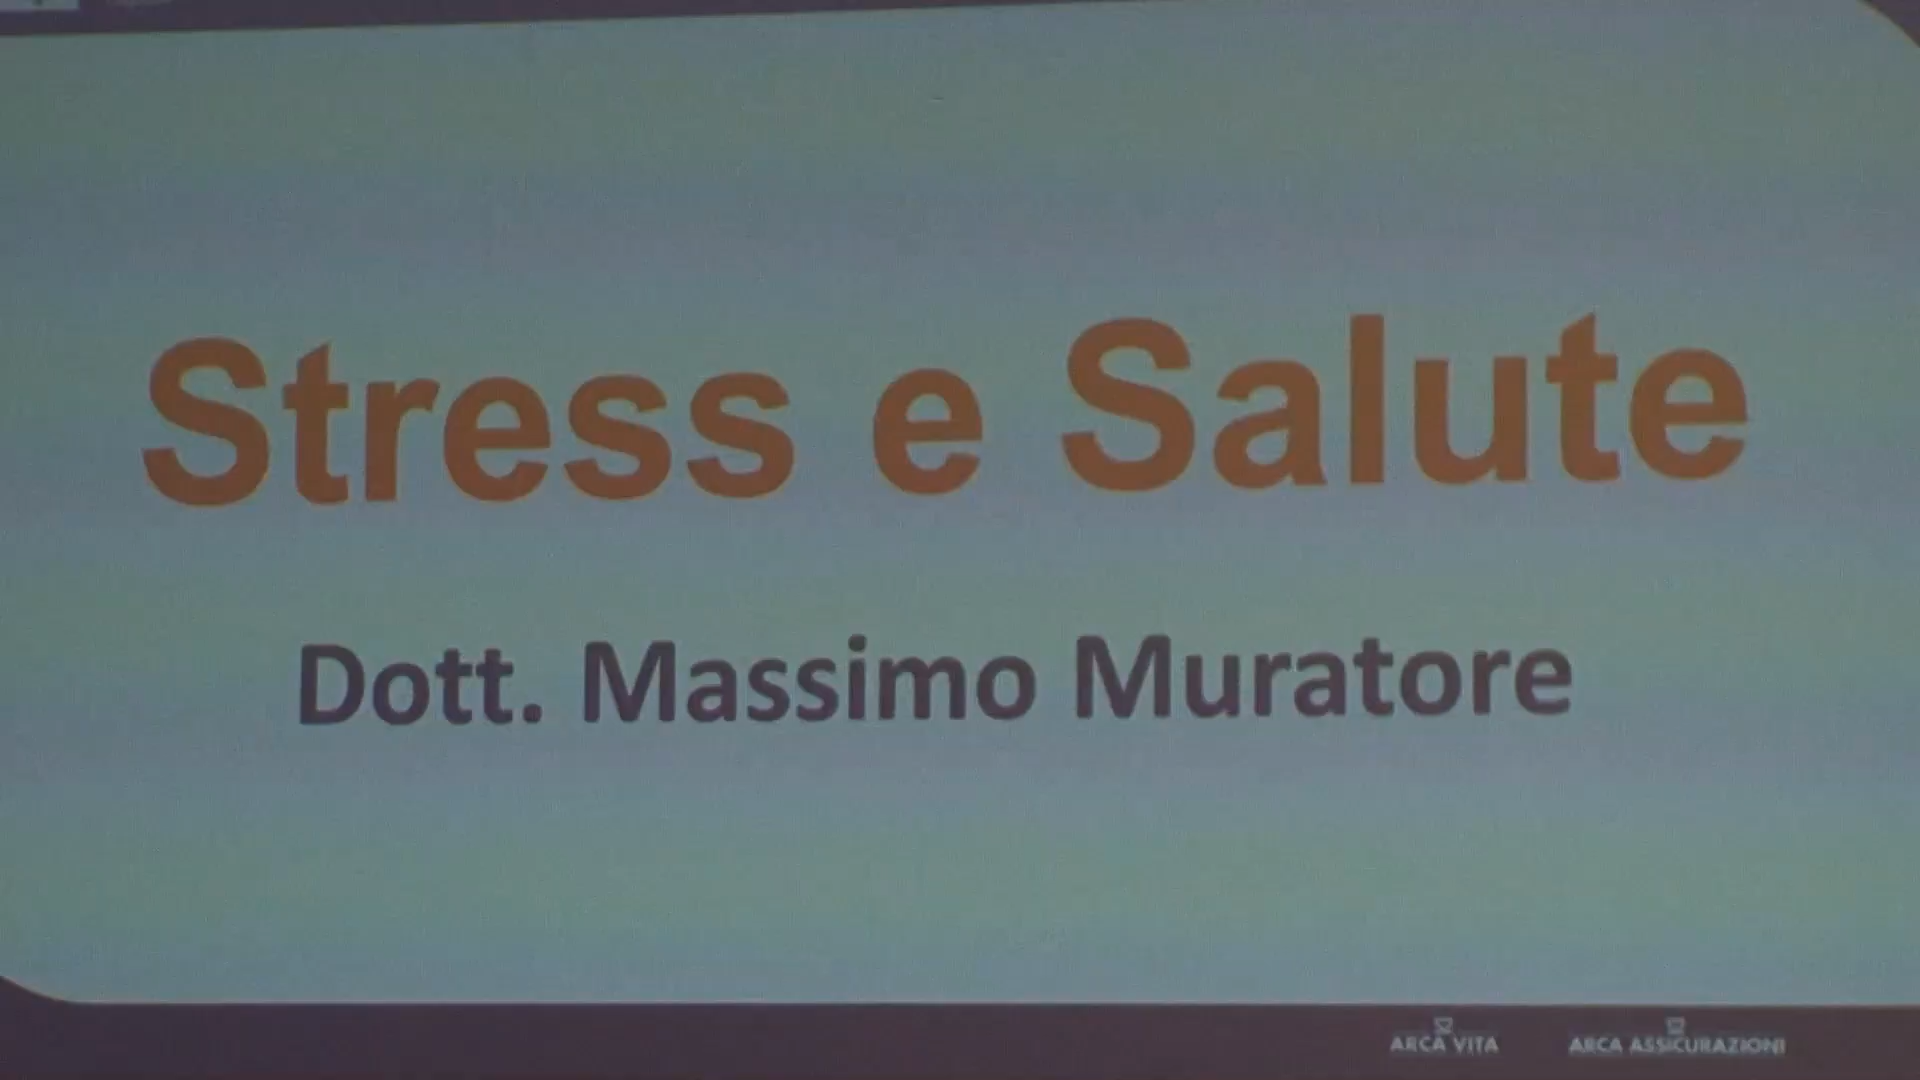 Stress e Salute
Dott. Massimo Muratore
ARCA VITA
ARCA ASSICURAZIONI